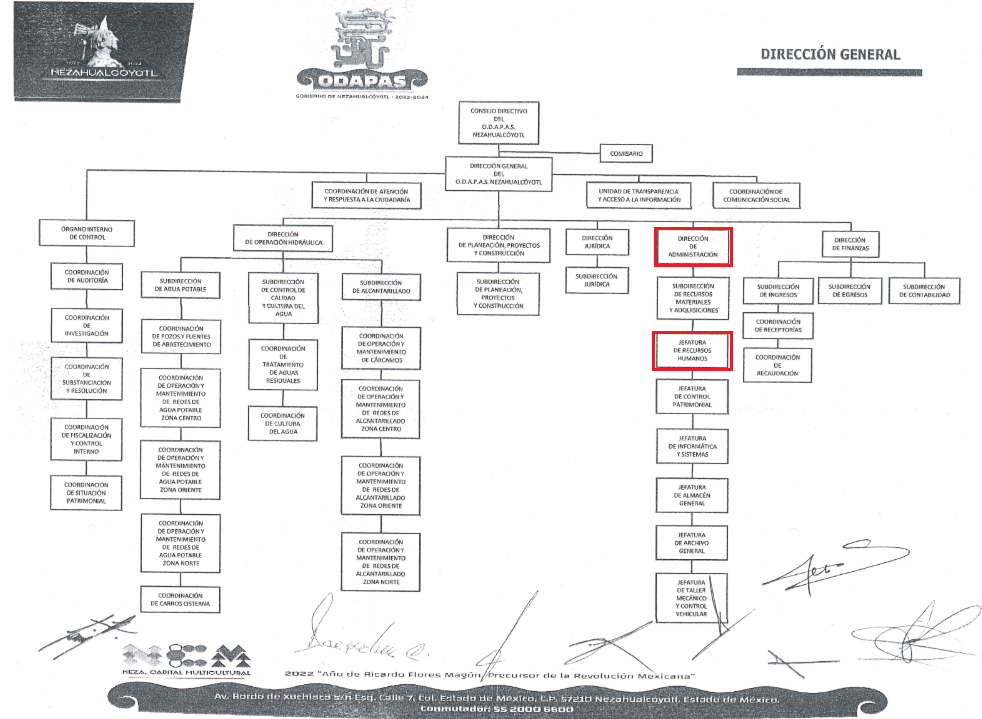 NEZAHUALCÓYOTL
ODAPAS
GOBIERNO DE NEZAHUALCÓYOTL · 2022-2024
DIRECCIÓN GENERAL
CONSEJO DIRECTIVO
DEL
O.D.A.P.A.S.
NEZAHUALCÓYOTL
COMISARIO
DIRECCIÓN GENERAL
DEL
O.D.A.P.A.S. NEZAHUALCÓYOTL
COORDINACIÓN DE ATENCIÓN
Y RESPUESTA A LA CIUDADANÍA
UNIDAD DE TRANSPARENCIA
Y ACCESO A LA INFORMACIÓN
COORDINACIÓN DE
COMUNICACIÓN SOCIAL
ÓRGANO INTERNO
DE CONTROL
COORDINACIÓN
DE AUDITORÍA
COORDINACIÓN
DE
INVESTIGACIÓN
COORDINACIÓN
DE
SUBSTANCIACIÓN
Y RESOLUCIÓN
COORDINACIÓN
DE FISCALIZACIÓN
Y CONTROL
INTERNO
COORDINACIÓN
DE SITUACIÓN
PATRIMONIAL
DIRECCIÓN
DE OPERACIÓN HIDRÁULICA
SUBDIRECCIÓN
DE AGUA POTABLE
COORDINACIÓN
DE POZOS Y FUENTES
DE ABASTECIMIENTO
COORDINACIÓN
DE OPERACIÓN Y
MANTENIMIENTO
DE REDES DE
AGUA POTABLE
ZONA CENTRO
COORDINACIÓN
DE OPERACIÓN Y
MANTENIMIENTO
DE REDES DE
AGUA POTABLE
ZONA ORIENTE
COORDINACIÓN
DE OPERACIÓN Y
MANTENIMIENTO
DE REDES DE
AGUA POTABLE
ZONA NORTE
COORDINACIÓN
DE CARROS CISTERNA
SUBDIRECCIÓN
DE CONTROL DE
CALIDAD
Y CULTURA DEL
AGUA
COORDINACIÓN
DE
TRATAMIENTO
DE AGUAS
RESIDUALES
COORDINACIÓN
DE CULTURA
DEL AGUA
SUBDIRECCIÓN
DE ALCANTARILLADO
COORDINACIÓN
DE OPERACIÓN Y
MANTENIMIENTO
DE CÁRCAMOS
COORDINACIÓN
DE OPERACIÓN Y
MANTENIMIENTO
DE REDES DE
ALCANTARILLADO
ZONA CENTRO
COORDINACIÓN
DE OPERACIÓN Y
MANTENIMIENTO
DE REDES DE
ALCANTARILLADO
ZONA ORIENTE
COORDINACIÓN
DE OPERACIÓN Y
MANTENIMIENTO
DE REDES DE
ALCANTARILLADO
ZONA NORTE
DIRECCIÓN
DE PLANEACIÓN, PROYECTOS
Y CONSTRUCCIÓN
SUBDIRECCIÓN
DE PLANEACIÓN,
PROYECTOS
Y CONSTRUCCIÓN
DIRECCIÓN
JURÍDICA
SUBDIRECCIÓN
JURÍDICA
DIRECCIÓN
DE
ADMINISTRACIÓN
SUBDIRECCIÓN
DE RECURSOS
MATERIALES
Y ADQUISICIONES
JEFATURA
DE RECURSOS
HUMANOS
JEFATURA
DE CONTROL
PATRIMONIAL
JEFATURA
DE INFORMÁTICA
Y SISTEMAS
JEFATURA
DE ALMACÉN
GENERAL
JEFATURA
DE ARCHIVO
GENERAL
JEFATURA
DE TALLER
MECÁNICO
Y CONTROL
VEHICULAR
DIRECCIÓN
DE FINANZAS
SUBDIRECCIÓN
DE INGRESOS
SUBDIRECCIÓN
DE EGRESOS
SUBDIRECCIÓN
DE CONTABILIDAD
COORDINACIÓN
DE RECEPTORÍAS
COORDINACIÓN
DE
RECAUDACIÓN
NEZA, CAPITAL MULTICULTURAL
2022 "Año de Ricardo Flores Magón, Precursor de la Revolución Mexicana"
Av. Bordo de Xochiaca S/n Esq. Calle 7, Col. Estado de México, C.P. 57210 Nezahualcóyotl, Estado de México.
Conmutador: 55 2000 6600